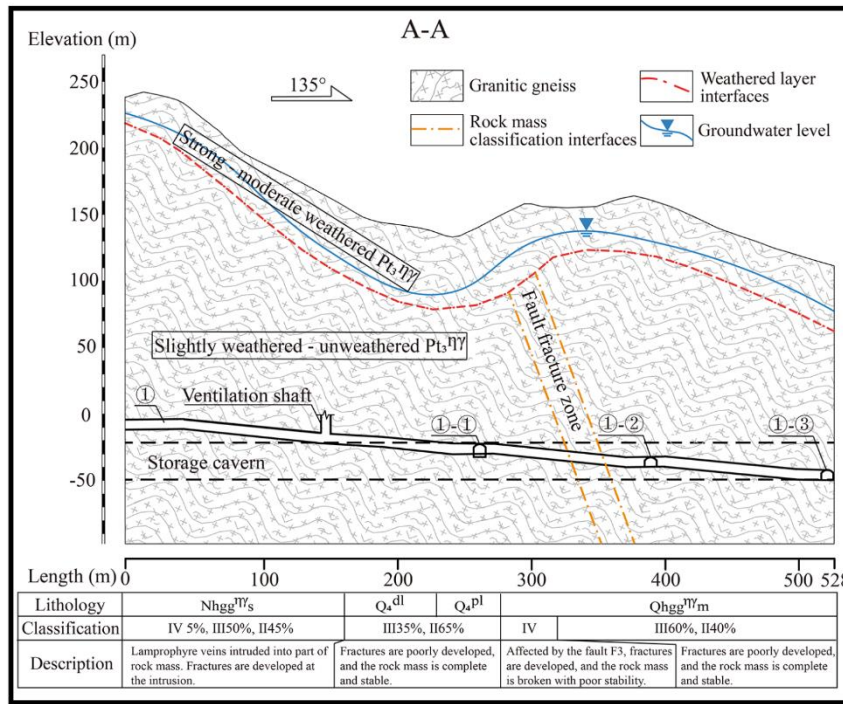 A-A
Elevation (m)
250
200
150
100
50
0
-50
135°
Granitic gneiss
Weathered layer
interfaces
Rock mass
classification interfaces
Groundwater level
Strong - moderate weathered Pt₃ηγ
Slightly weathered - unweathered Pt₃ηγ
Fault fracture zone
①
Ventilation shaft
①-①
①-②
①-③
Storage cavern
Length (m)
0
100
200
300
400
500
528
Lithology
Nhggηγs
Q₄dl
Q₄pl
Qhggηγm
Classification
IV 5%, III50%, II45%
III35%, II65%
IV
III60%, II40%
Description
Lamprophyre veins intruded into part of
rock mass. Fractures are developed at
the intrusion.
Fractures are poorly developed,
and the rock mass is complete
and stable.
Affected by the fault F3, fractures
are developed, and the rock mass
is broken with poor stability.
Fractures are poorly developed,
and the rock mass is complete
and stable.